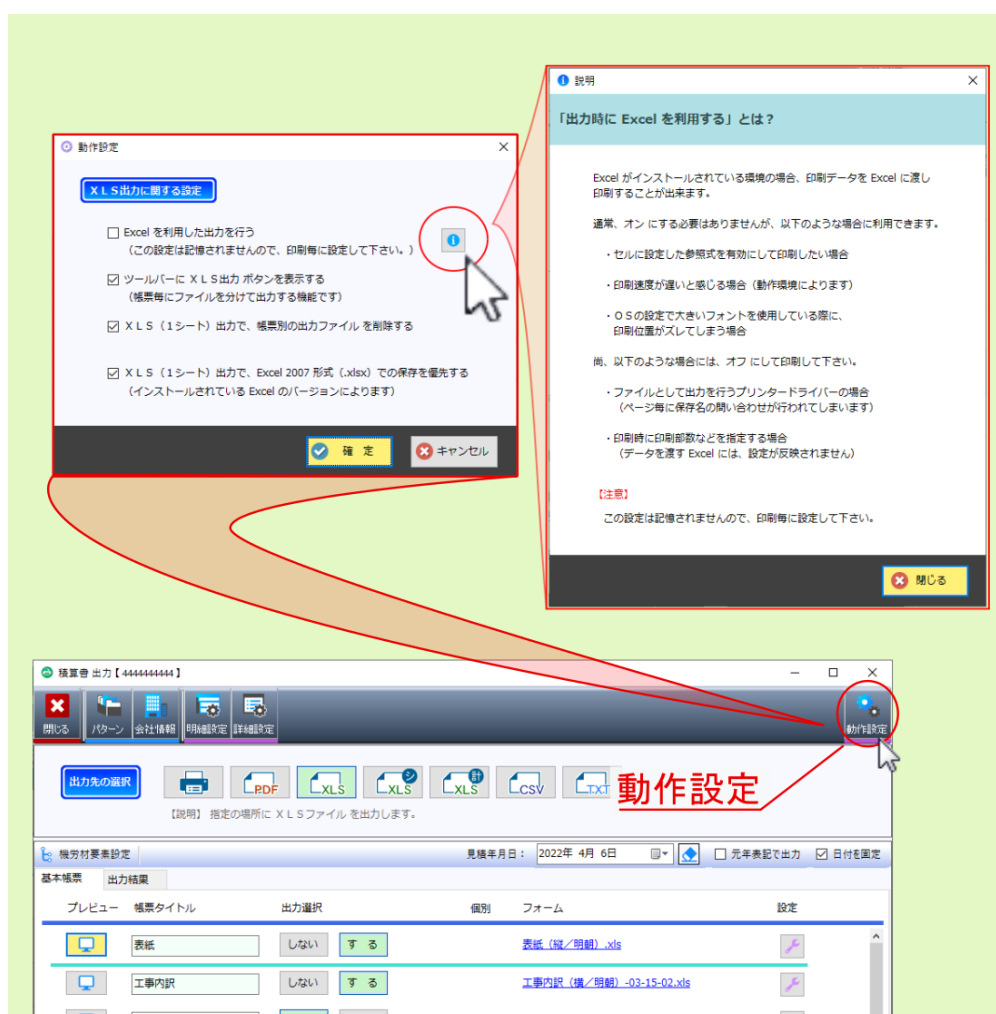 説明
「出力時に Excel を利用する」とは？
Excel がインストールされている環境の場合、印刷データを Excel に渡し
印刷することが出来ます。
通常、オン にする必要はありませんが、以下のような場合に利用できます。
・セルに設定した参照式を有効にして印刷したい場合
・印刷速度が遅いと感じる場合（動作環境によります）
・ＯＳの設定で大きいフォントを使用している際に、
印刷位置がズレてしまう場合
尚、以下のような場合には、オフ にして印刷して下さい。
・ファイルとして出力を行うプリンタードライバーの場合
（ページ毎に保存名の問い合わせが行われてしまいます）
・印刷時に印刷部数などを指定する場合
（データを渡す Excel には、設定が反映されません）
【注意】
この設定は記憶されませんので、印刷毎に設定して下さい。
閉じる
動作設定
ＸＬＳ出力に関する設定
Excel を利用した出力を行う
（この設定は記憶されませんので、印刷毎に設定して下さい。）
ツールバーに ＸＬＳ出力 ボタンを表示する
（帳票毎にファイルを分けて出力する機能です）
ＸＬＳ（１シート）出力で、帳票別の出力ファイル を削除する
ＸＬＳ（１シート）出力で、Excel 2007 形式（.xlsx）での保存を優先する
（インストールされている Excel のバージョンによります）
確 定
キャンセル
積算書 出力【 4444444444 】
閉じる パターン 会社情報 明細設定 詳細設定 動作設定
出力先の選択
PDF XLS シ XLS 計 XLS CSV TXT
動作設定
【説明】 指定の場所に ＸＬＳファイル を出力します。
機労材要素設定 見積年月日： 2022年 4月 6日 元年表記で出力 日付を固定
基本帳票 出力結果
プレビュー 帳票タイトル 出力選択 個別 フォーム 設定
表紙 しない す る 表紙（縦／明朝）.xls
工事内訳 しない す る 工事内訳（横／明朝）-03-15-02.xls